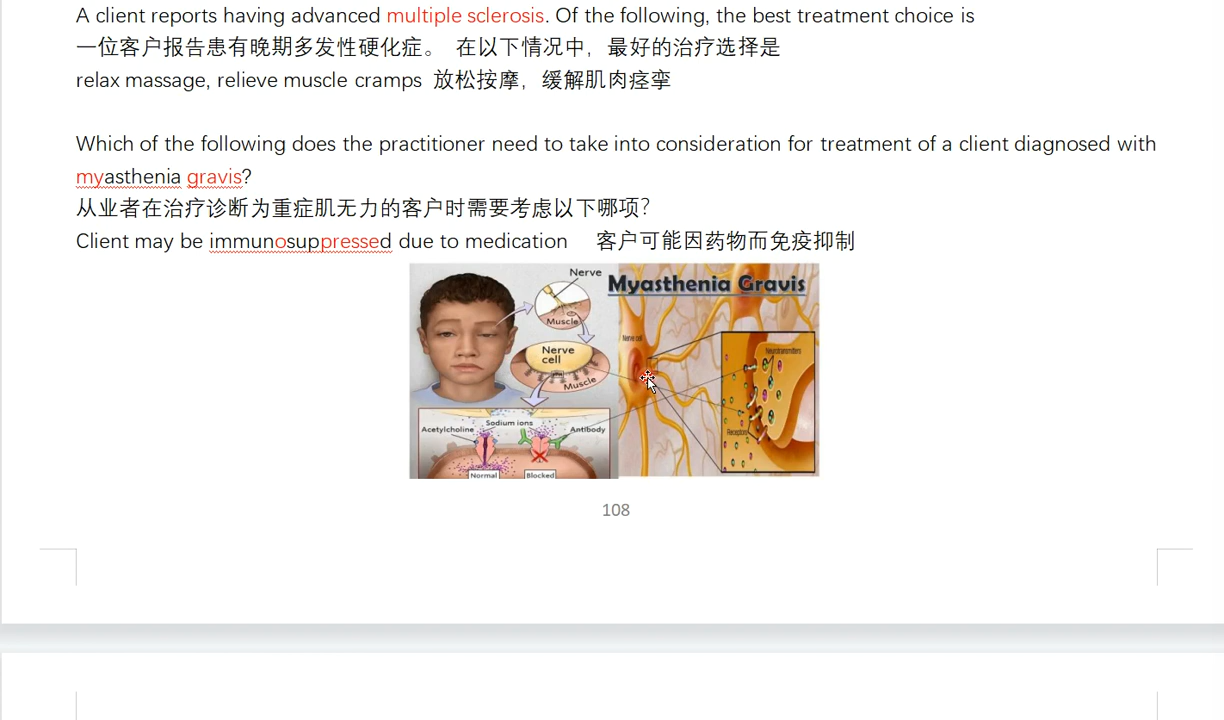 A client reports having advanced multiple sclerosis. Of the following, the best treatment choice is
一位客户报告患有晚期多发性硬化症。 在以下情况中，最好的治疗选择是
relax massage, relieve muscle cramps 放松按摩，缓解肌肉痉挛
Which of the following does the practitioner need to take into consideration for treatment of a client diagnosed with
myasthenia gravis?
从业者在治疗诊断为重症肌无力的客户时需要考虑以下哪项？
Client may be immunosuppressed due to medication 客户可能因药物而免疫抑制
Nerve
Muscle
Nerve
cell
Muscle
Sodium ions
Acetylcholine
Antibody
Normal
Blocked
Myasthenia Gravis
Nerve cell
Neurotransmitters
Receptors
108